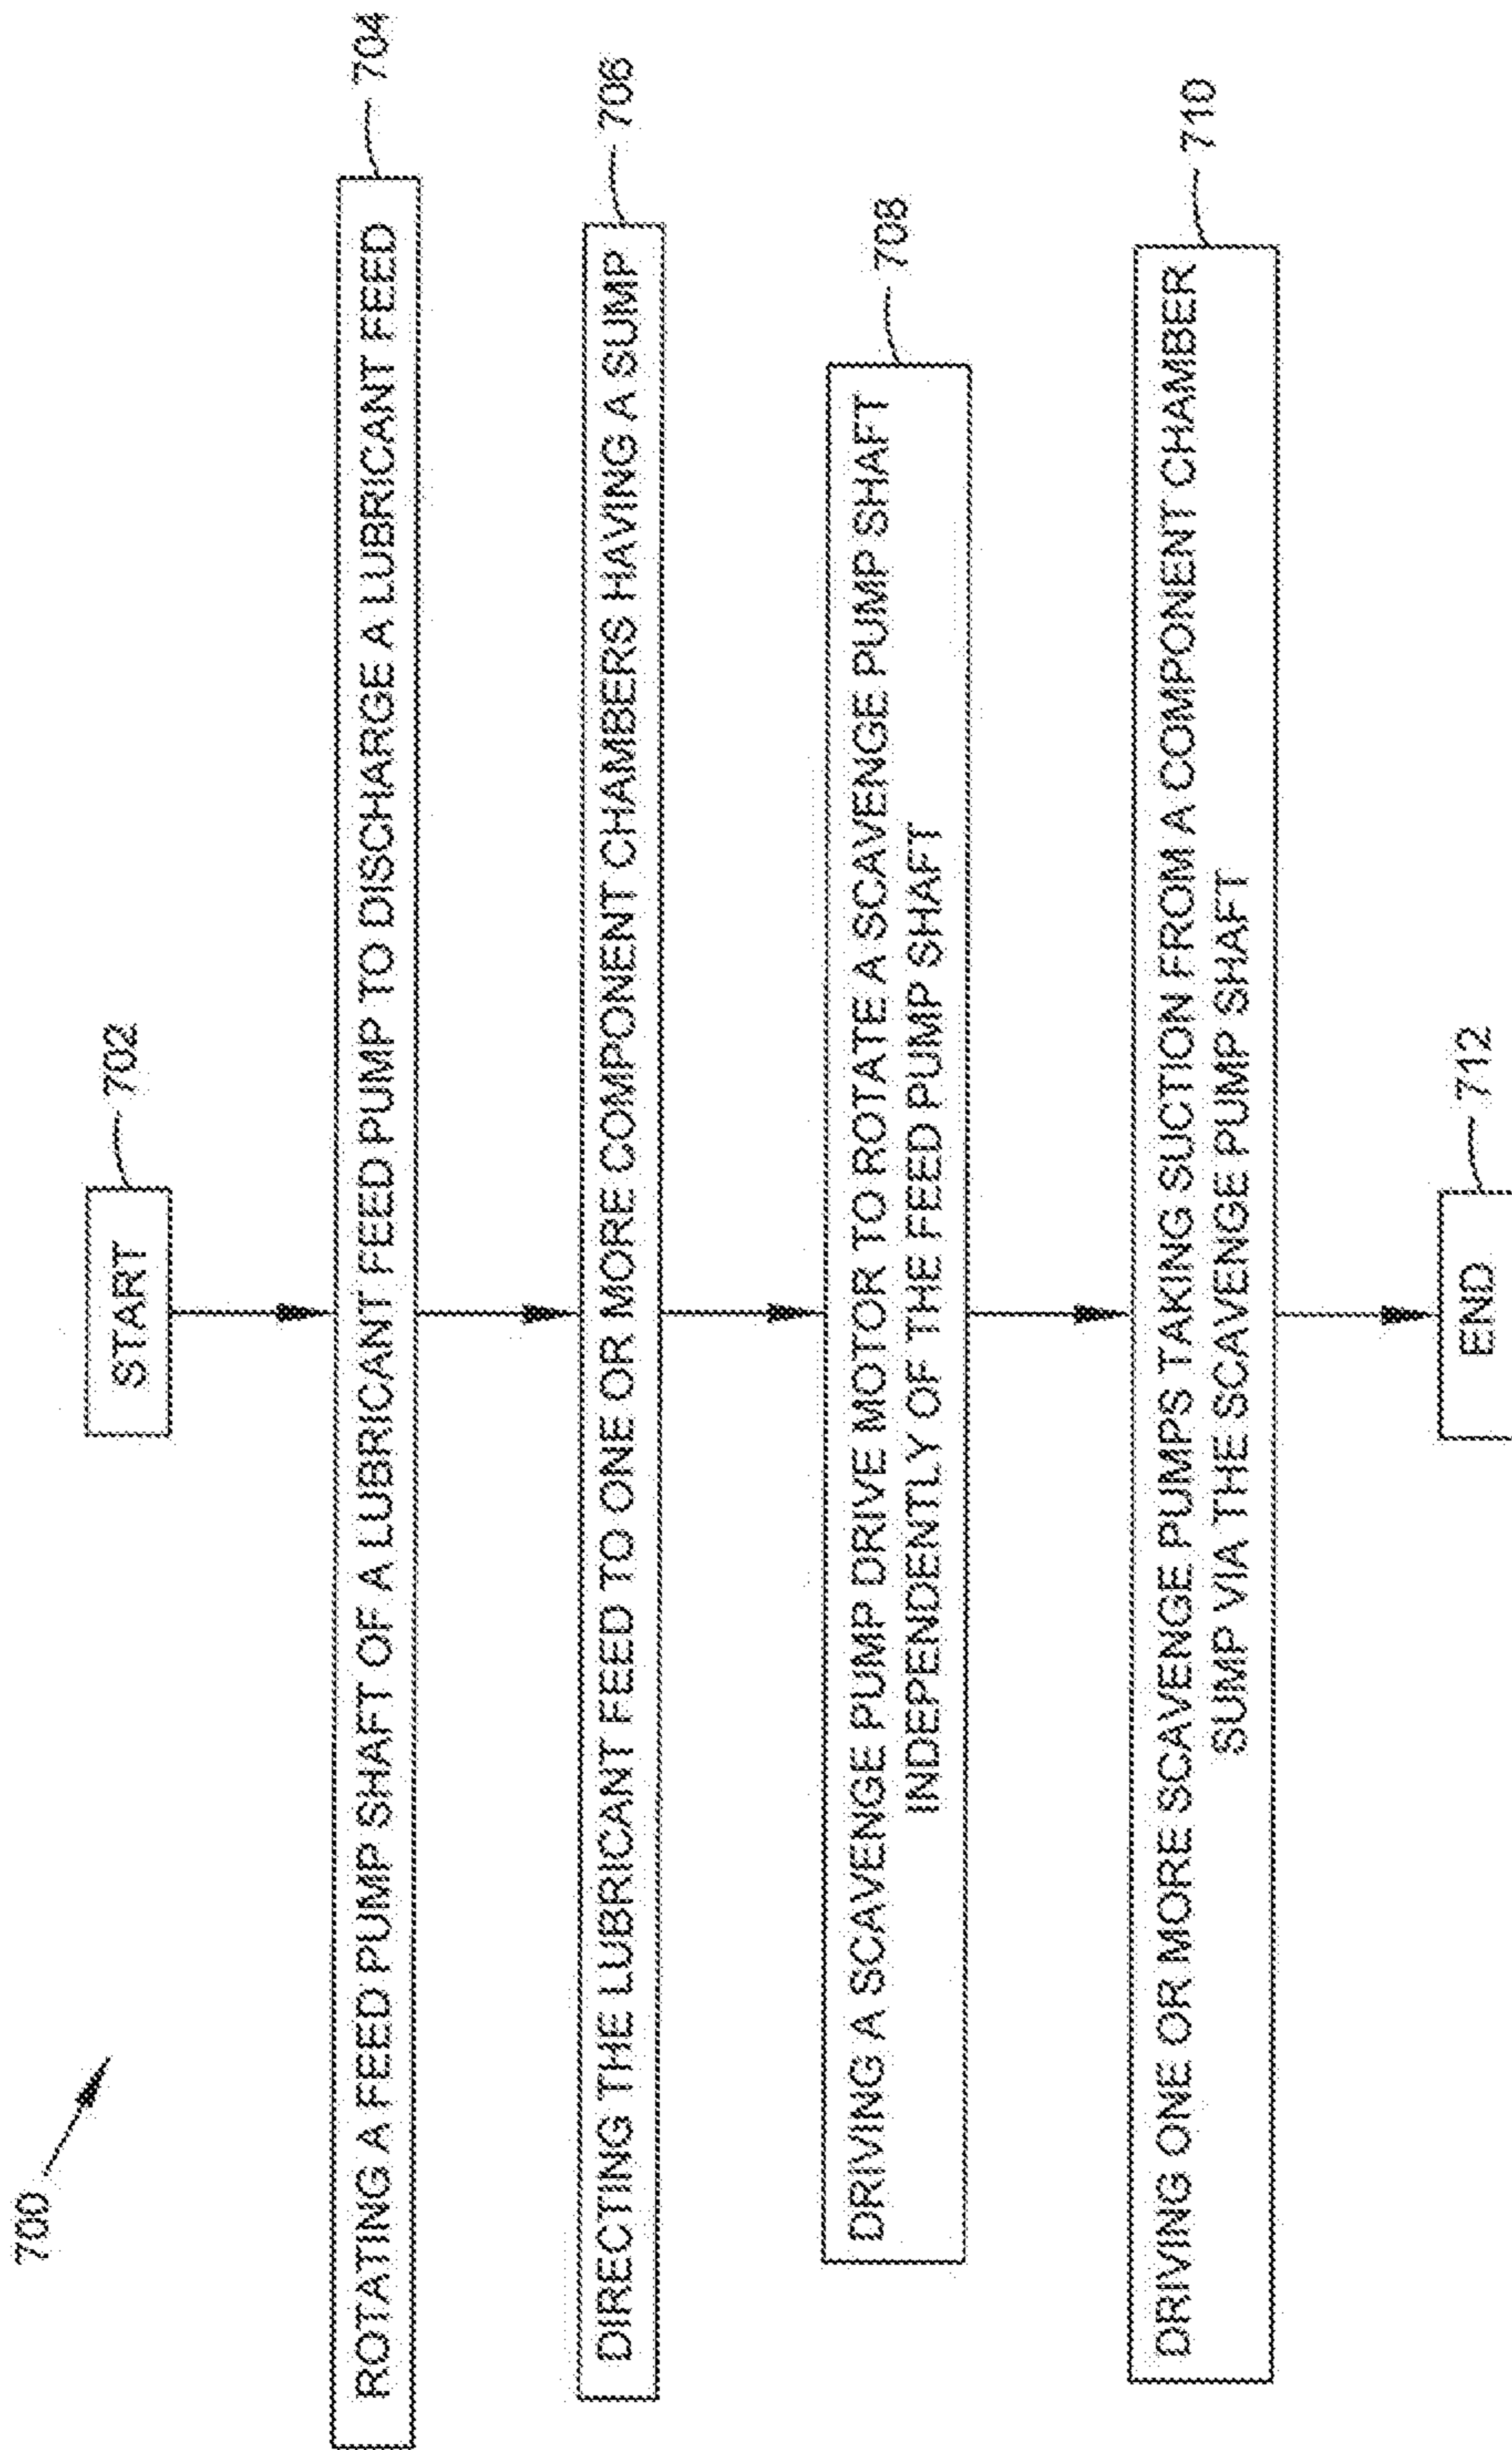 700
START
702
ROTATING A FEED PUMP SHAFT OF A LUBRICANT FEED PUMP TO DISCHARGE A LUBRICANT FEED
704
DIRECTING THE LUBRICANT FEED TO ONE OR MORE COMPONENT CHAMBERS HAVING A SUMP
706
DRIVING A SCAVENGE PUMP DRIVE MOTOR TO ROTATE A SCAVENGE PUMP SHAFT
INDEPENDENTLY OF THE FEED PUMP SHAFT
708
DRIVING ONE OR MORE SCAVENGE PUMPS TAKING SUCTION FROM A COMPONENT CHAMBER
SUMP VIA THE SCAVENGE PUMP SHAFT
710
END
712